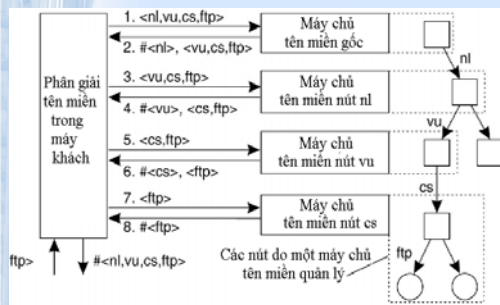 1. <nl,vu,cs,ftp>
2. #<nl>, <vu,cs,ftp>
3. <vu,cs,ftp>
4. #<vu>, <cs,ftp>
5. <cs,ftp>
6. #<cs>, <ftp>
7. <ftp>
8. #<ftp>
Phân giải
tên miền
trong
máy
khách
Máy chủ
tên miền gốc
Máy chủ
tên miền nút nl
Máy chủ
tên miền nút vu
Máy chủ
tên miền nút cs
nl
vu
cs
ftp
Các nút do một máy chủ
tên miền quản lý
ftp>
#<nl,vu,cs,ftp>